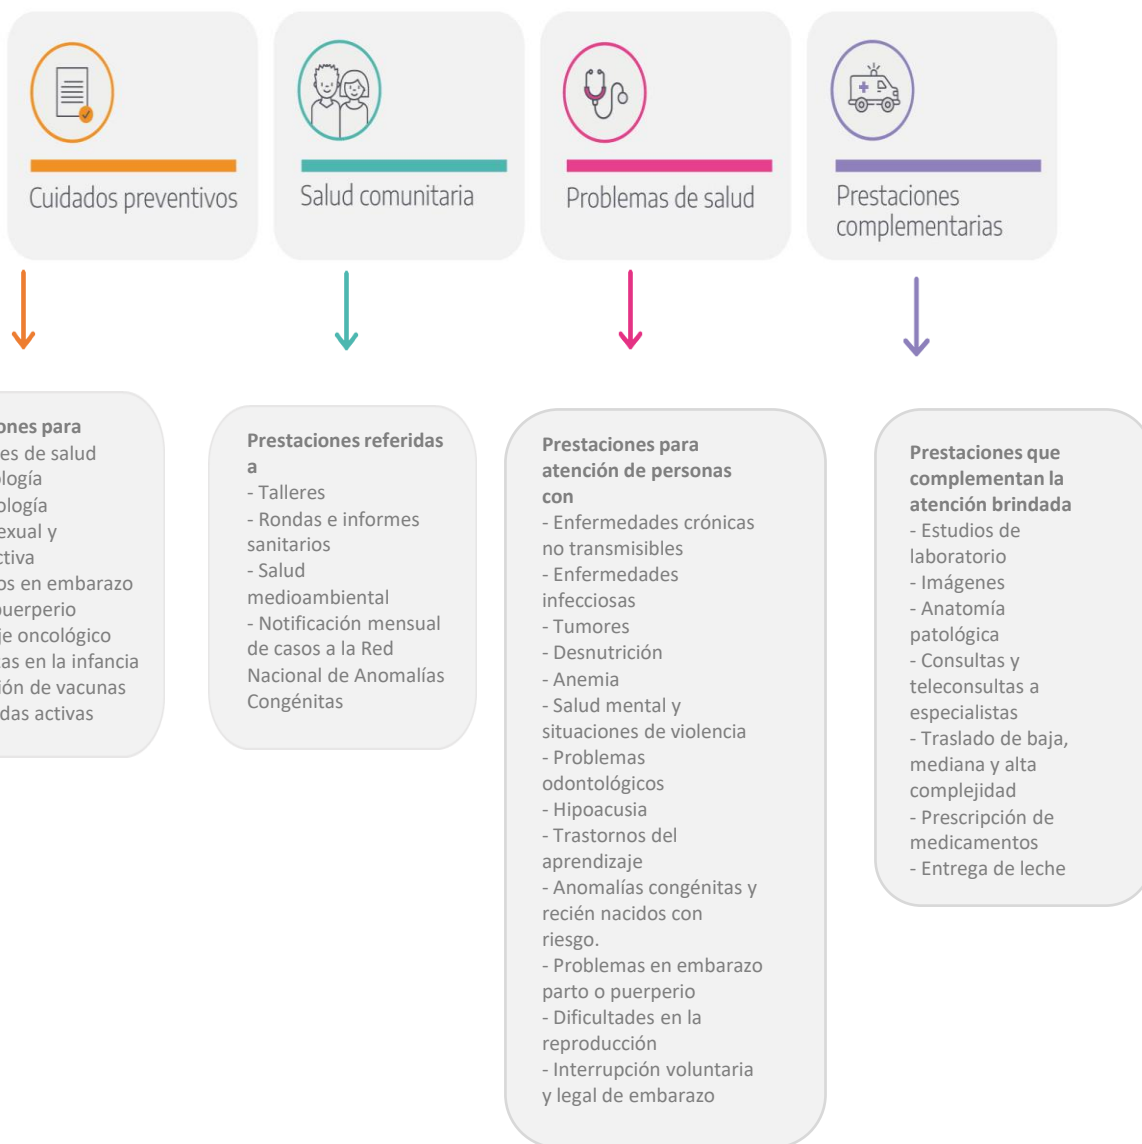 Cuidados preventivos
Salud comunitaria
Problemas de salud
Prestaciones
complementarias
iones para
es de salud
ología
ología
exual y
ctiva
os en embarazo
puerperio
je oncológico
as en la infancia
ión de vacunas
das activas
Prestaciones referidas
a
- Talleres
- Rondas e informes
sanitarios
- Salud
medioambiental
- Notificación mensual
de casos a la Red
Nacional de Anomalías
Congénitas
Prestaciones para
atención de personas
con
- Enfermedades crónicas
no transmisibles
- Enfermedades
infecciosas
- Tumores
- Desnutrición
- Anemia
- Salud mental y
situaciones de violencia
- Problemas
odontológicos
- Hipoacusia
- Trastornos del
aprendizaje
- Anomalías congénitas y
recién nacidos con
riesgo.
- Problemas en embarazo
parto o puerperio
- Dificultades en la
reproducción
- Interrupción voluntaria
y legal de embarazo
Prestaciones que
complementan la
atención brindada
- Estudios de
laboratorio
- Imágenes
- Anatomía
patológica
- Consultas y
teleconsultas a
especialistas
- Traslado de baja,
mediana y alta
complejidad
- Prescripción de
medicamentos
- Entrega de leche